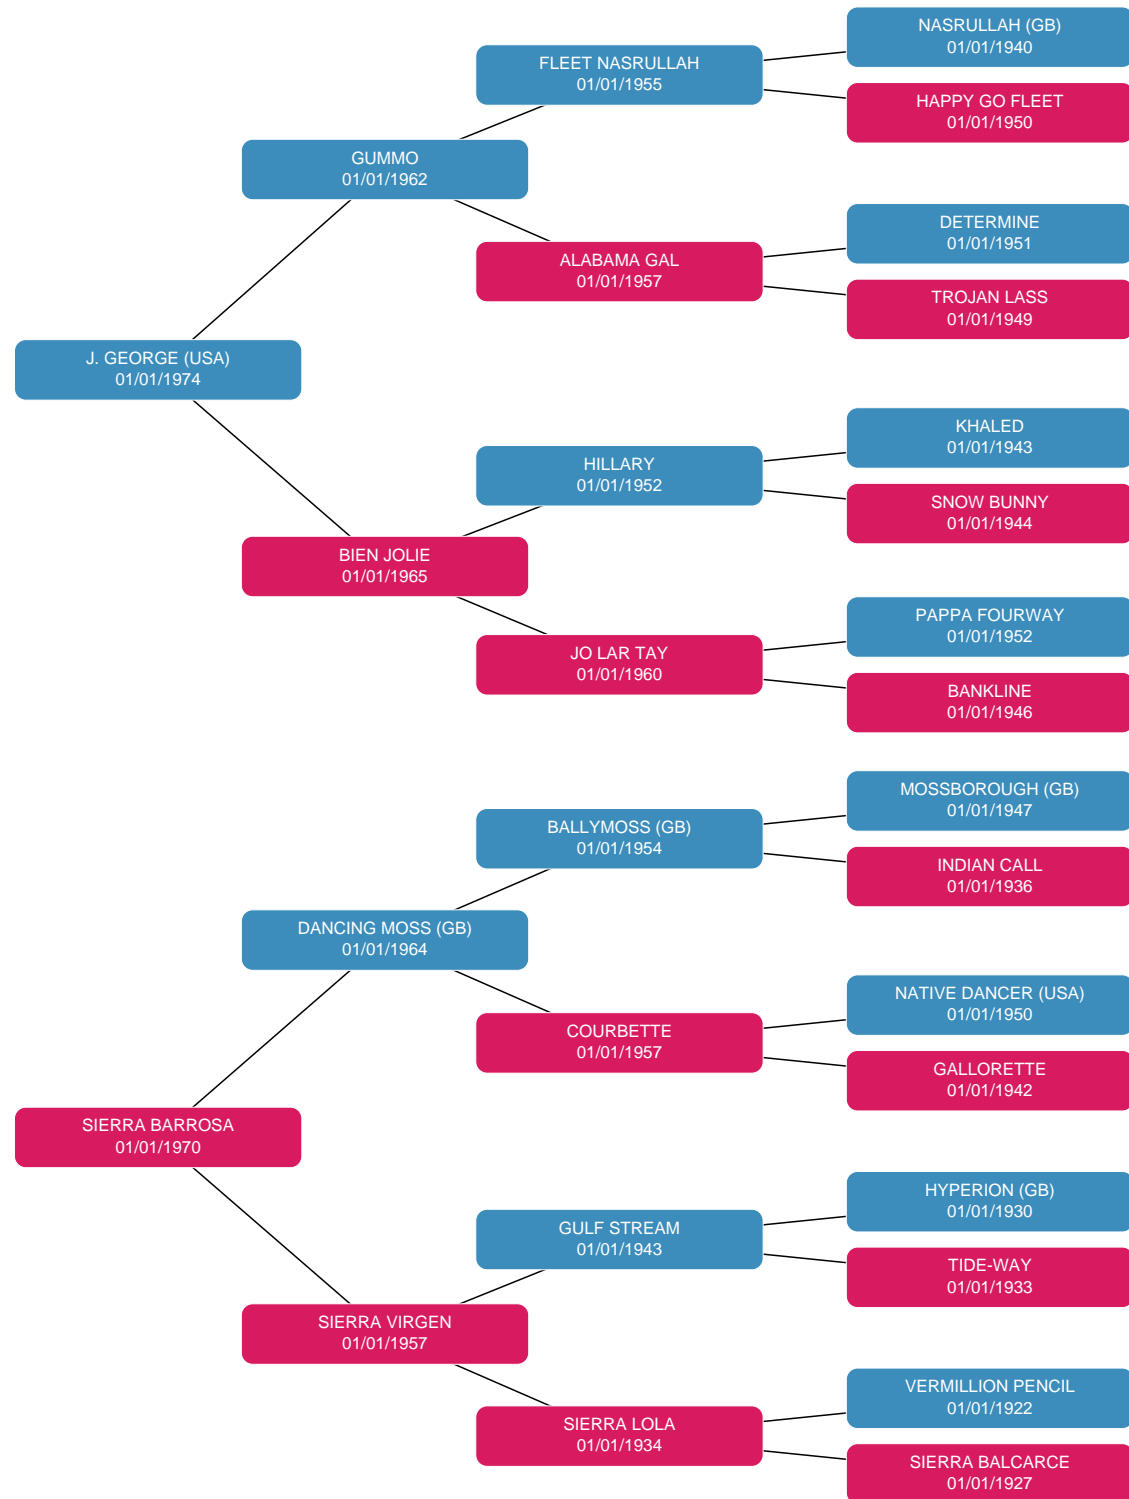 NASRULLAH (GB)
01/01/1940
FLEET NASRULLAH
01/01/1955
HAPPY GO FLEET
01/01/1950
GUMMO
01/01/1962
DETERMINE
01/01/1951
ALABAMA GAL
01/01/1957
TROJAN LASS
01/01/1949
J. GEORGE (USA)
01/01/1974
KHALED
01/01/1943
HILLARY
01/01/1952
SNOW BUNNY
01/01/1944
BIEN JOLIE
01/01/1965
PAPPA FOURWAY
01/01/1952
JO LAR TAY
01/01/1960
BANKLINE
01/01/1946
MOSSBOROUGH (GB)
01/01/1947
BALLYMOSS (GB)
01/01/1954
INDIAN CALL
01/01/1936
DANCING MOSS (GB)
01/01/1964
NATIVE DANCER (USA)
01/01/1950
COURBETTE
01/01/1957
GALLORETTE
01/01/1942
SIERRA BARROSA
01/01/1970
HYPERION (GB)
01/01/1930
GULF STREAM
01/01/1943
TIDE-WAY
01/01/1933
SIERRA VIRGEN
01/01/1957
VERMILLION PENCIL
01/01/1922
SIERRA LOLA
01/01/1934
SIERRA BALCARCE
01/01/1927